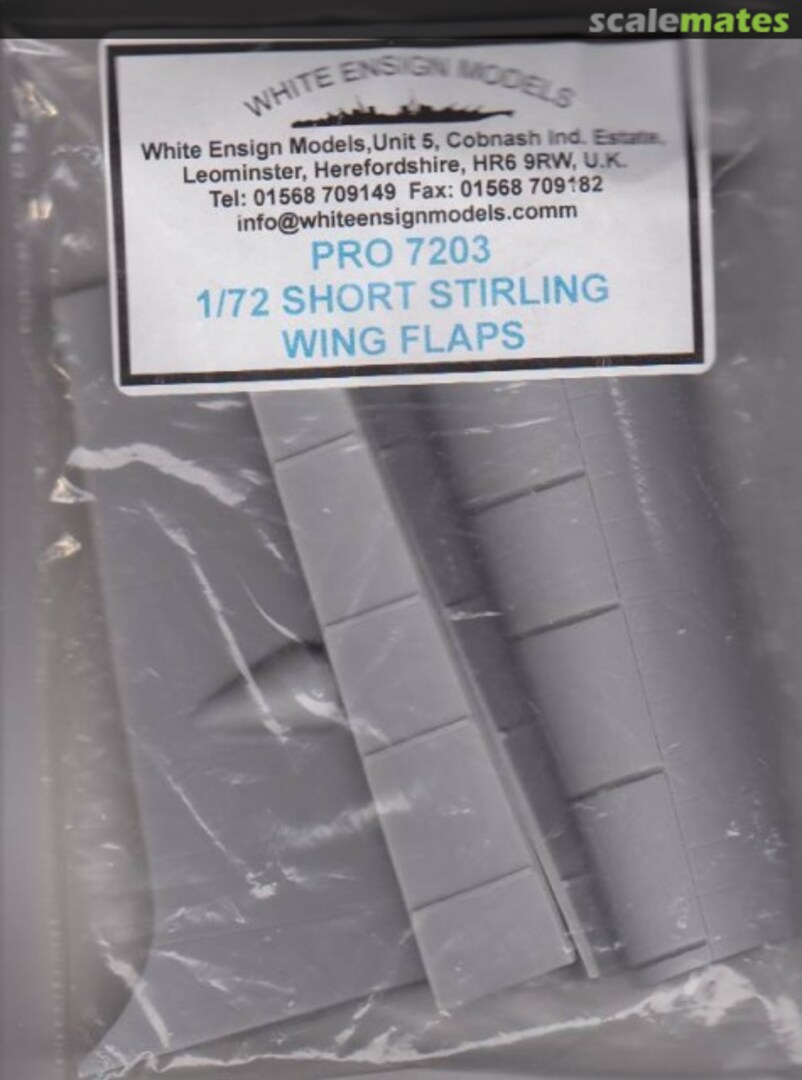 scalemates
WHITE ENSIGN MODELS
White Ensign Models,Unit 5, Cobnash Ind. Estate,
Leominster, Herefordshire, HR6 9RW, U.K.
Tel: 01568 709149 Fax: 01568 709182
info@whiteensignmodels.comm
PRO 7203
1/72 SHORT STIRLING
WING FLAPS